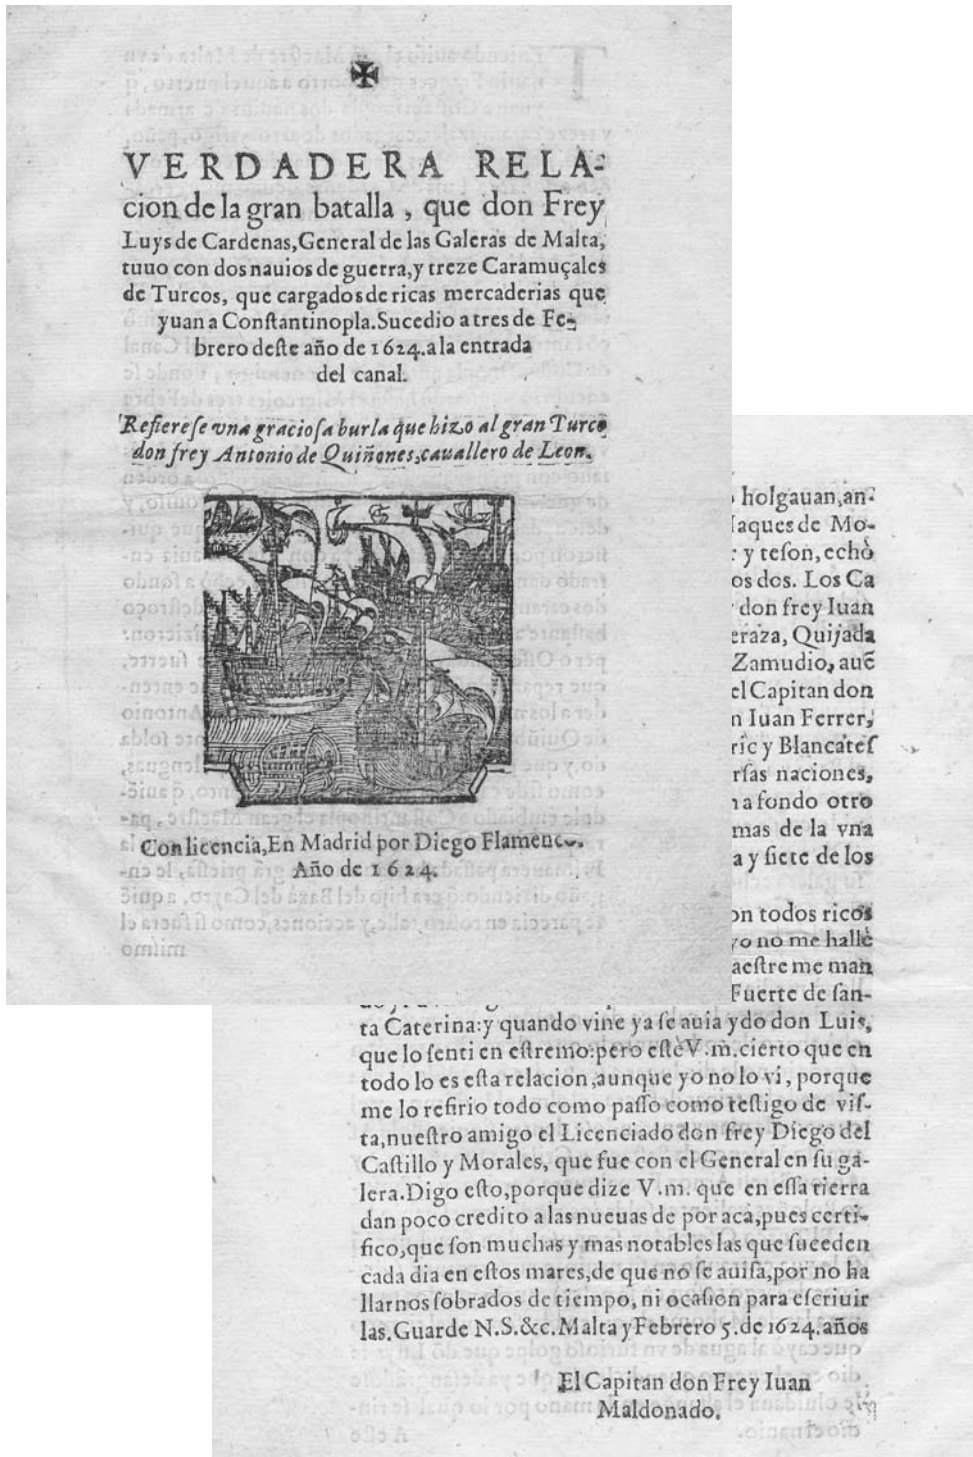 ✠
VERDADERA RELA-
cion de la gran batalla, que don Frey
Luys de Cardenas, General de las Galeras de Malta,
tuuo con dos nauios de guerra, y treze Caramuçales
de Turcos, que cargados de ricas mercaderias que
yuan a Conſtantinopla. Sucedio a tres de Fe-
brero deſte año de 1624. a la entrada
del canal.
Refiereſe vna gracioſa burla que hizo al gran Turco
don frey Antonio de Quiñones, cauallero de Leon.
Con licencia, En Madrid por Diego Flamenco.
Año de 1624.
holgauan, an-
Iaques de Mo-
y teſon, echò
os dos. Los Ca
don frey Iuan
eraza, Quijada
Zamudio, auẽ
el Capitan don
n Iuan Ferrer,
ric y Blancateſ
rſas naciones,
a fondo otro
mas de la vna
a y ſiete de los
on todos ricos
yo no me hallè
aeſtre me man
Fuerte de ſan-
ta Caterina: y quando vine ya ſe auia ydo don Luis,
que lo ſenti en eſtremo: pero eſtè V.m. cierto que en
todo lo es eſta relacion, aunque yo no lo vi, porque
me lo refirio todo como paſſo como teſtigo de viſ-
ta, nueſtro amigo el Licenciado don frey Diego del
Caſtillo y Morales, que fue con el General en ſu ga-
lera. Digo eſto, porque dize V.m. que en eſſa tierra
dan poco credito a las nueuas de por acà, pues certi-
fico, que ſon muchas y mas notables las que ſuceden
cada dia en eſtos mares, de que no ſe auiſa, por no ha
llarnos ſobrados de tiempo, ni ocaſion para eſcriuir
las. Guarde N.S.&c. Malta y Febrero 5. de 1624. años
El Capitan don Frey Iuan
Maldonado.